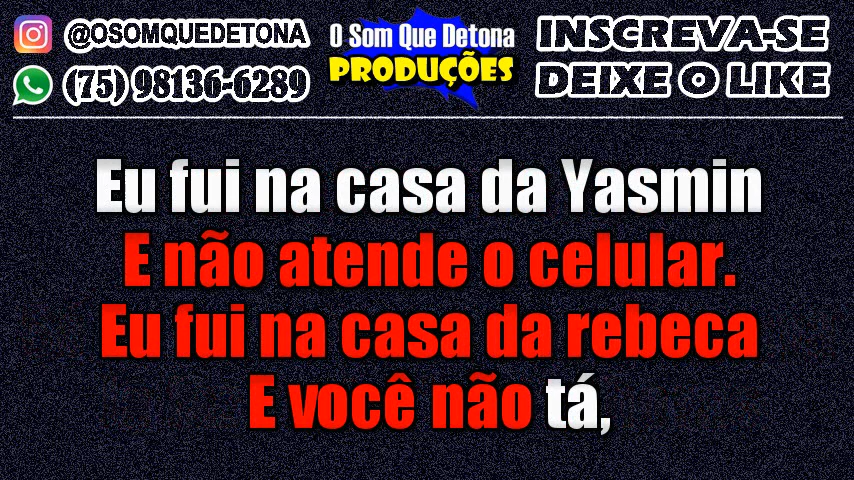 @OSOMQUEDETONA
(75) 98136-6289
O Som Que Detona
PRODUÇÕES
INSCREVA-SE
DEIXE O LIKE
Eu fui na casa da Yasmin
E não atende o celular.
Eu fui na casa da rebeca
E você não tá,